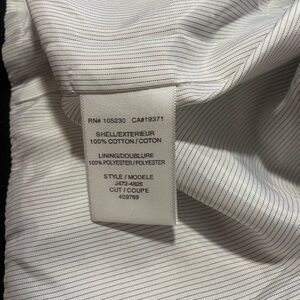 RN# 105230 CA#19371
SHELL/EXTERIEUR
100% COTTON / COTON
LINING/DOUBLURE
100% POLYESTER / POLYESTER
STYLE / MODELE
J472-4826
CUT / COUPE
409769